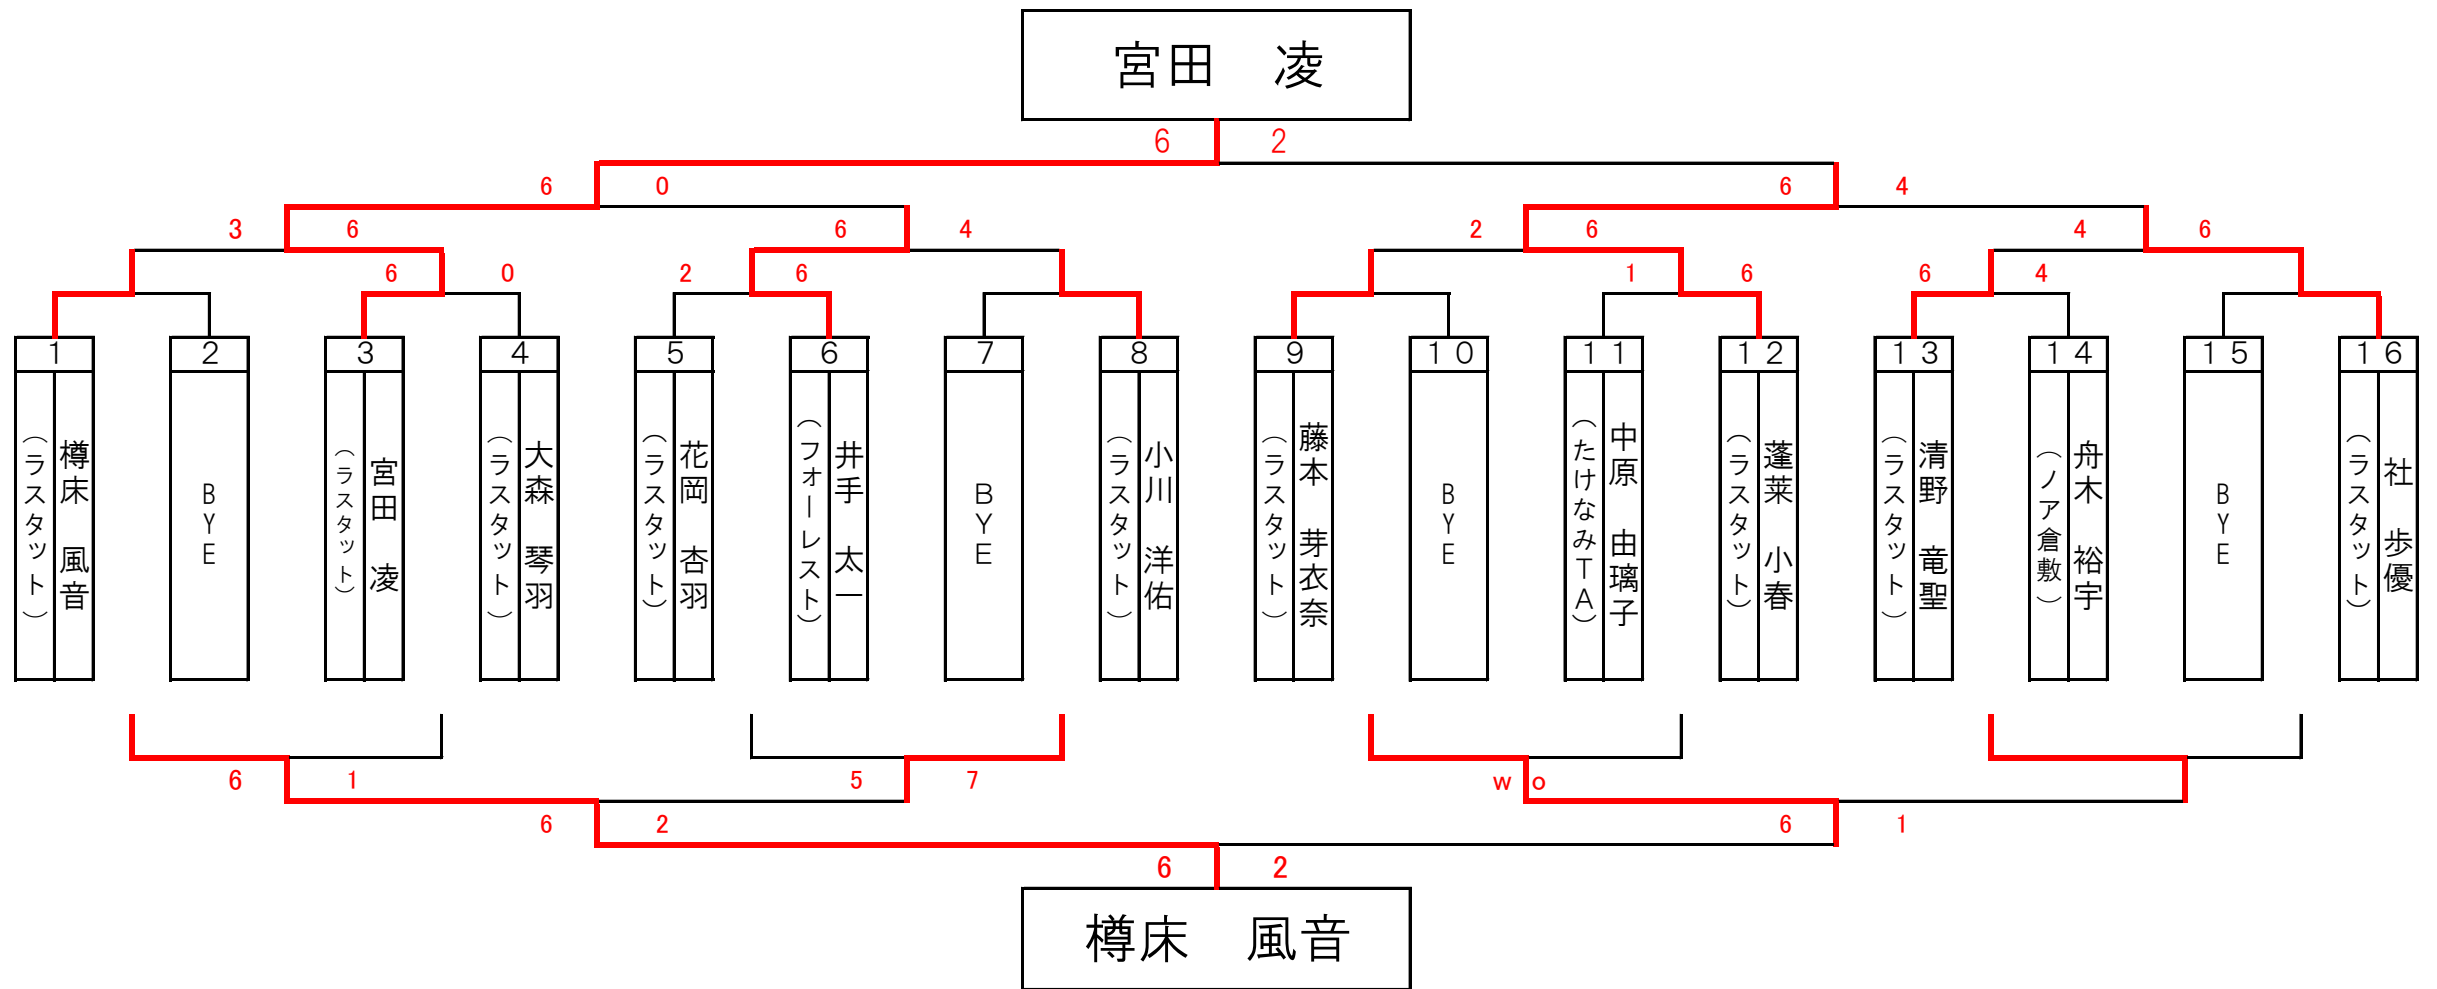 宮田　凌
6 2
6 0 6 4
3 6 6 4 2 6 4 6
6 0 2 6 1 6 6 4
1 2 3 4 5 6 7 8 9 10 11 12 13 14 15 16
樽床　風音
（ラスタット）
BYE
宮田　凌
（ラスタット）
大森　琴羽
（ラスタット）
花岡　杏羽
（ラスタット）
井手　太一
（フォーレスト）
BYE
小川　洋佑
（ラスタット）
藤本　芽衣奈
（ラスタット）
BYE
中原　由璃子
（たけなみTA）
蓬莱　小春
（ラスタット）
清野　竜聖
（ラスタット）
舟木　裕宇
（ノア倉敷）
BYE
社　歩優
（ラスタット）
6 1 5 7 w o
6 2 6 1
6 2
樽床　風音